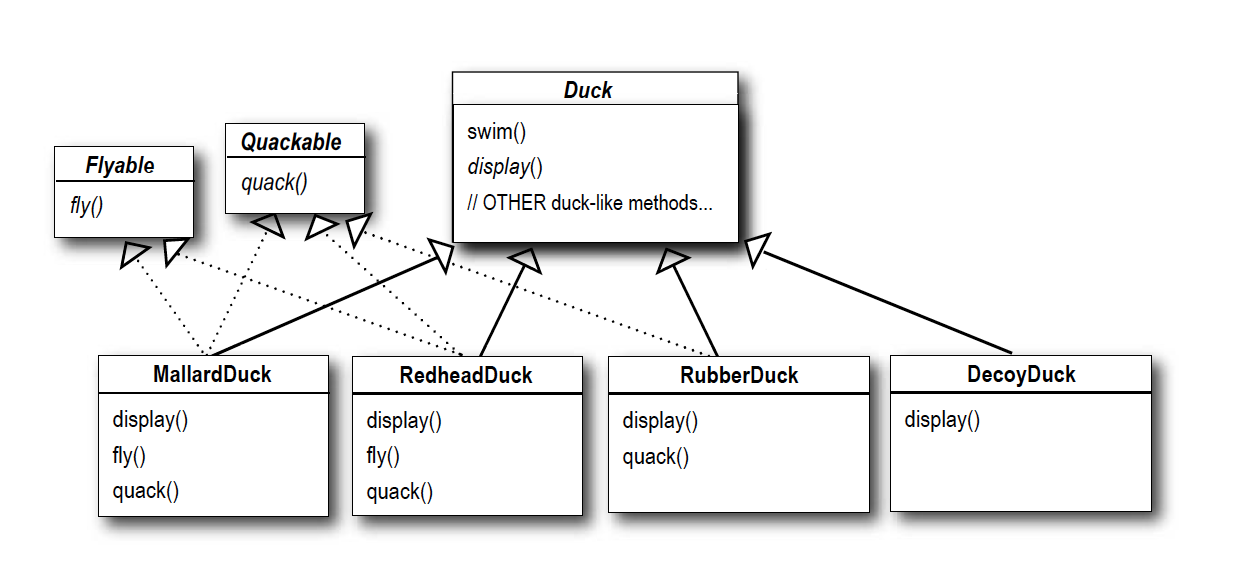 Duck
swim()
display()
// OTHER duck-like methods...
Quackable
quack()
Flyable
fly()
MallardDuck
display()
fly()
quack()
RedheadDuck
display()
fly()
quack()
RubberDuck
display()
quack()
DecoyDuck
display()